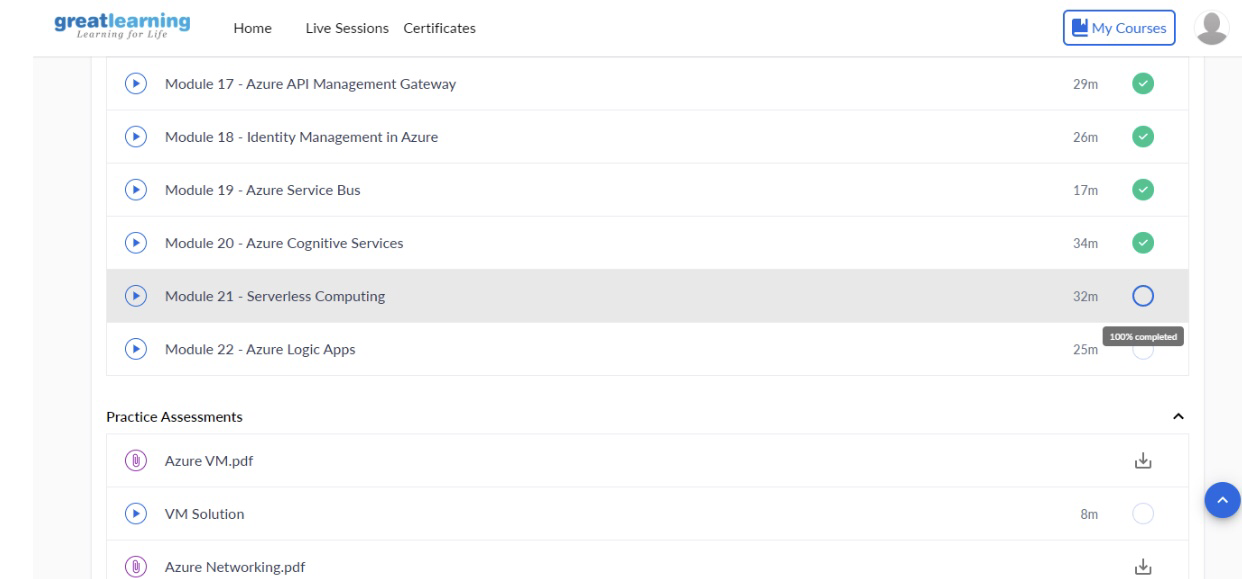 greatlearning
Learning for Life
Home Live Sessions Certificates My Courses
Module 17 - Azure API Management Gateway 29m
Module 18 - Identity Management in Azure 26m
Module 19 - Azure Service Bus 17m
Module 20 - Azure Cognitive Services 34m
Module 21 - Serverless Computing 32m
100% completed
Module 22 - Azure Logic Apps 25m
Practice Assessments
Azure VM.pdf
VM Solution 8m
Azure Networking.pdf